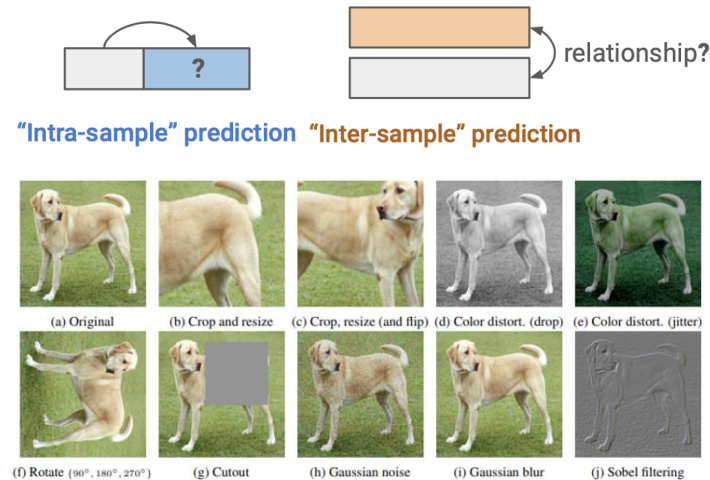 ?
relationship?
“Intra-sample” prediction
“Inter-sample” prediction
(a) Original
(b) Crop and resize
(c) Crop, resize (and flip)
(d) Color distort. (drop)
(e) Color distort. (jitter)
(f) Rotate {90°, 180°, 270°}
(g) Cutout
(h) Gaussian noise
(i) Gaussian blur
(j) Sobel filtering